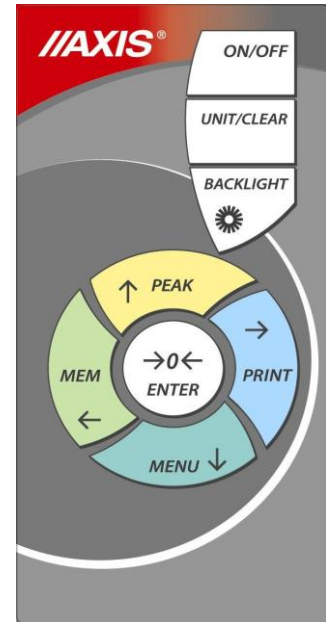 //AXIS®
ON/OFF
UNIT/CLEAR
BACKLIGHT
↑ PEAK
MEM
←
→0←
ENTER
→
PRINT
MENU ↓